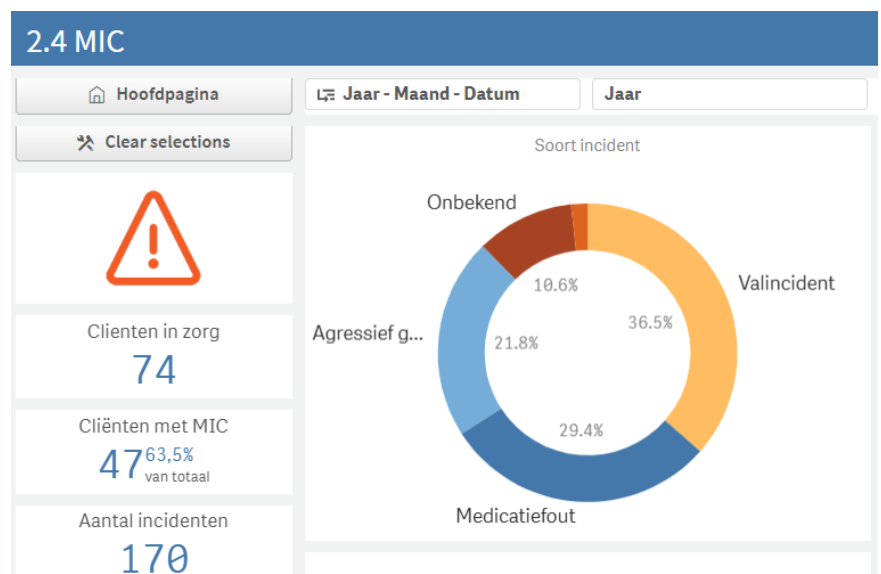 2.4 MIC
Hoofdpagina
Jaar - Maand - Datum
Jaar
Clear selections
Soort incident
Onbekend
Valincident
10.6%
36.5%
Agressief g...
21.8%
29.4%
Medicatiefout
Clienten in zorg
74
Cliënten met MIC
47 63,5%
van totaal
Aantal incidenten
170